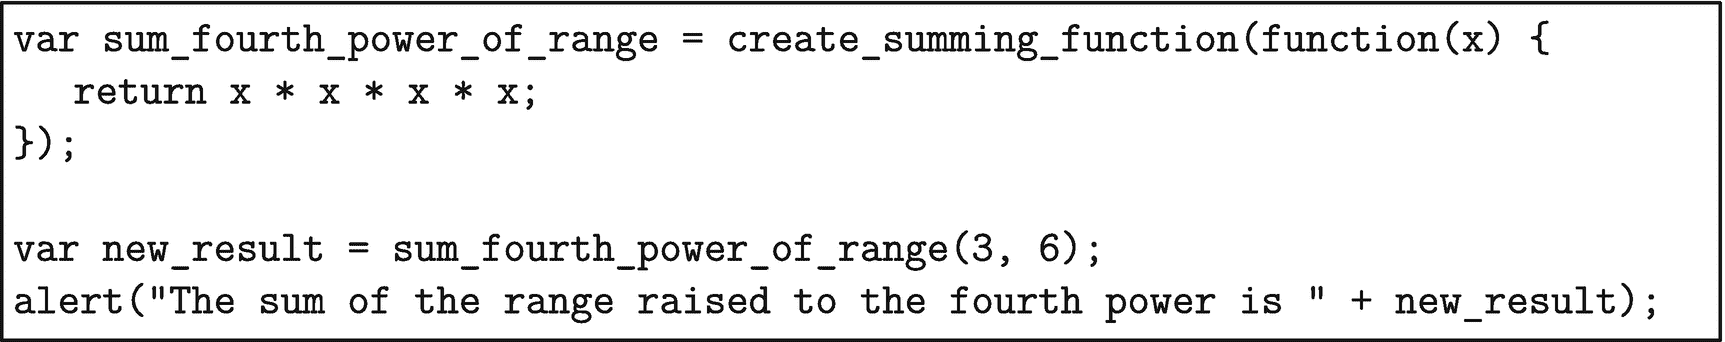 var sum_fourth_power_of_range = create_summing_function(function(x) {
   return x * x * x * x;
});

var new_result = sum_fourth_power_of_range(3, 6);
alert("The sum of the range raised to the fourth power is " + new_result);